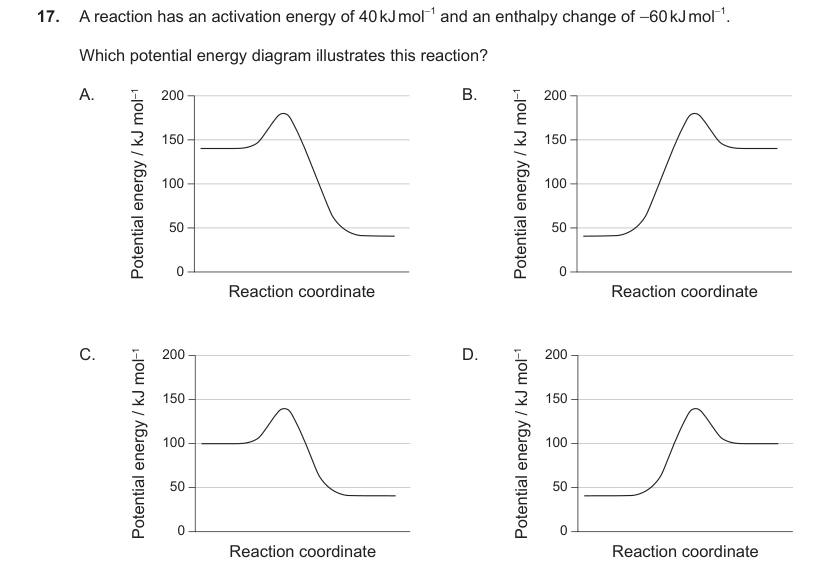 17. A reaction has an activation energy of 40 kJ mol⁻¹ and an enthalpy change of −60 kJ mol⁻¹.
Which potential energy diagram illustrates this reaction?
A.
Potential energy / kJ mol⁻¹
200
150
100
50
0
Reaction coordinate
B.
Potential energy / kJ mol⁻¹
200
150
100
50
0
Reaction coordinate
C.
Potential energy / kJ mol⁻¹
200
150
100
50
0
Reaction coordinate
D.
Potential energy / kJ mol⁻¹
200
150
100
50
0
Reaction coordinate